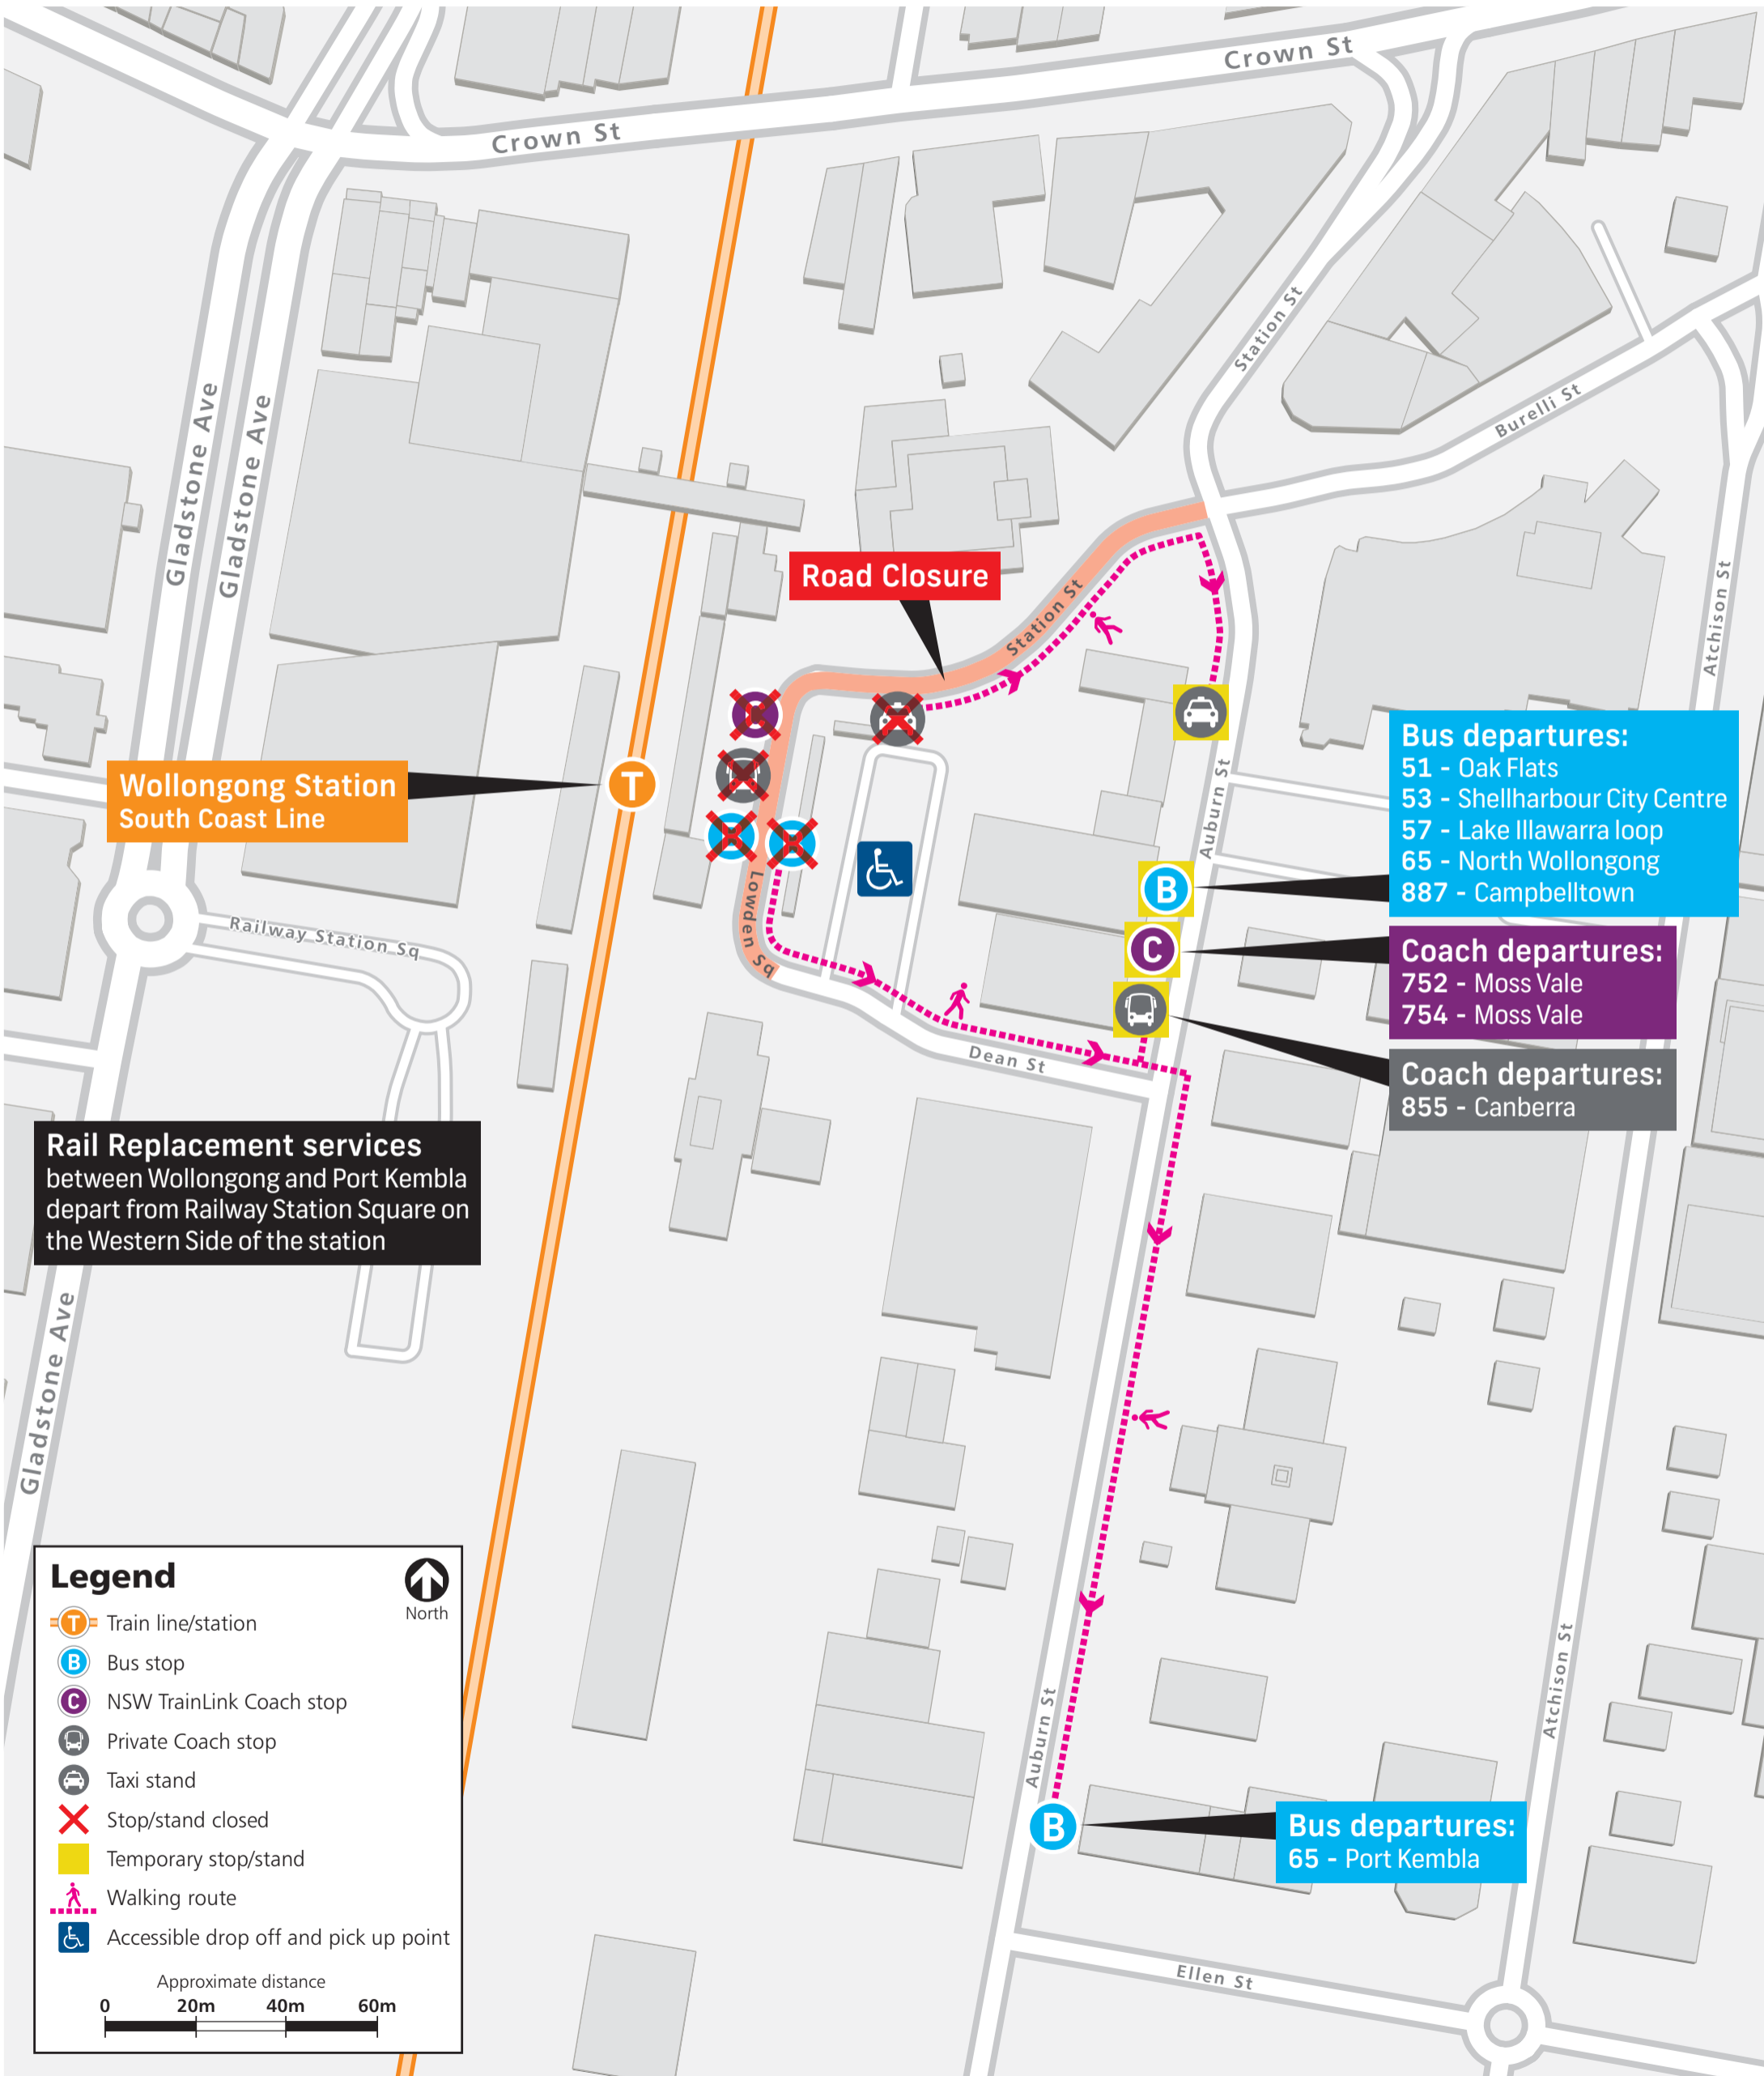 Crown St
Crown St
Station St
Burelli St
Gladstone Ave
Gladstone Ave
Atchison St
Road Closure
Station St
C
Wollongong Station
South Coast Line
T
Auburn St
Bus departures:
51 - Oak Flats
53 - Shellharbour City Centre
57 - Lake Illawarra loop
65 - North Wollongong
887 - Campbelltown
B
Lowden Sq
Railway Station Sq
C
Coach departures:
752 - Moss Vale
754 - Moss Vale
Dean St
Coach departures:
855 - Canberra
Rail Replacement services
between Wollongong and Port Kembla
depart from Railway Station Square on
the Western Side of the station
Gladstone Ave
Auburn St
Atchison St
B
Bus departures:
65 - Port Kembla
Ellen St
Legend
North
T Train line/station
B Bus stop
C NSW TrainLink Coach stop
Private Coach stop
Taxi stand
Stop/stand closed
Temporary stop/stand
Walking route
Accessible drop off and pick up point
Approximate distance
0 20m 40m 60m